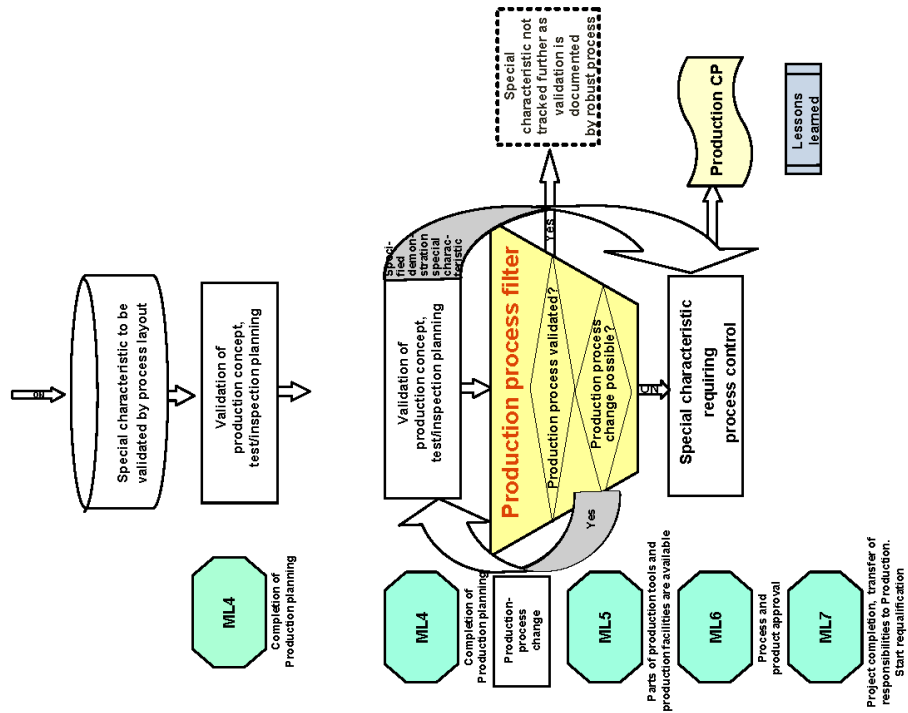 no
Special characteristic to be
validated by process layout
Validation of
production concept,
test/inspection planning
ML4
Completion of
Production planning
Special
characteristic not
tracked further as
validation is
documented
by robust process
Validation of
production concept,
test/inspection planning
Speci-
fied
demon-
stration
special
charac-
teristic
ML4
Completion of
Production planning
Production-
process
change
Production process filter
Production process validated?
Yes
Production process
change possible?
Yes
NO
Special characteristic
requiring
process control
Production CP
Lessons
learned
ML5
Parts of production tools and
production facilities are available
ML6
Process and
product approval
ML7
Project completion, transfer of
responsibilities to Production.
Start requalification